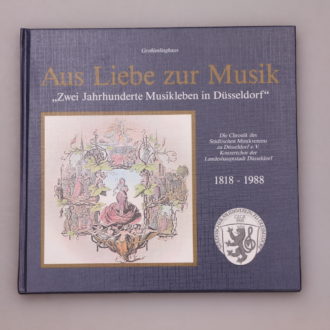 Großimlinghaus
Aus Liebe zur Musik
„Zwei Jahrhunderte Musikleben in Düsseldorf“
Die Chronik des
Städtischen Musikvereins
zu Düsseldorf e. V.
Konzertchor der
Landeshauptstadt Düsseldorf
1818 - 1988